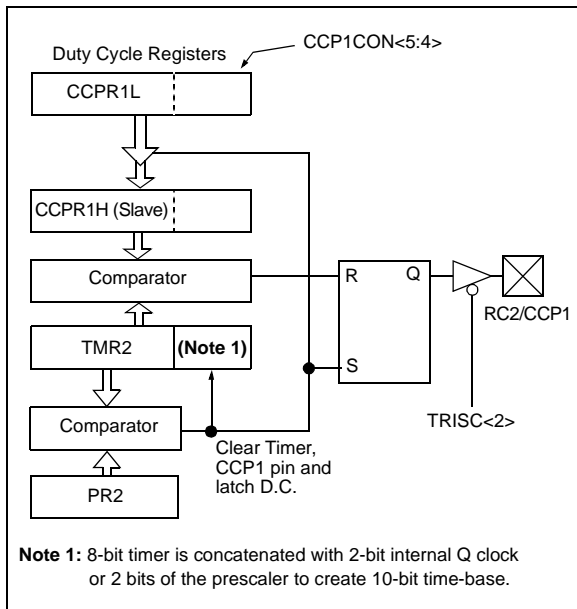 Duty Cycle Registers
CCP1CON<5:4>
CCPR1L
CCPR1H (Slave)
Comparator
R
Q
RC2/CCP1
TMR2
(Note 1)
S
TRISC<2>
Comparator
Clear Timer,
CCP1 pin and
latch D.C.
PR2
Note 1: 8-bit timer is concatenated with 2-bit internal Q clock
or 2 bits of the prescaler to create 10-bit time-base.